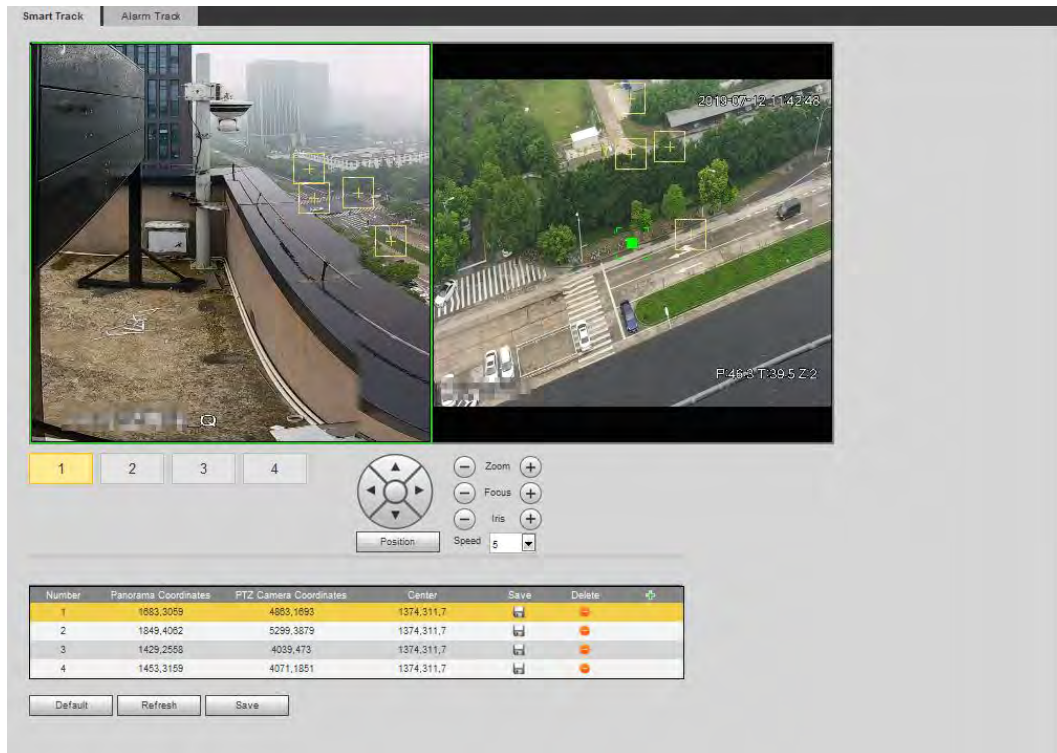 Smart Track Alarm Track
2019-07-12 11:42:48
P:46.3 T:39.5 Z:2
1 2 3 4
Zoom
Focus
Iris
Position Speed 5
Number Panorama Coordinates PTZ Camera Coordinates Center Save Delete
1 1683,3059 4863,1693 1374,311,7
2 1849,4062 5299,3879 1374,311,7
3 1429,2558 4039,473 1374,311,7
4 1453,3159 4071,1851 1374,311,7
Default Refresh Save